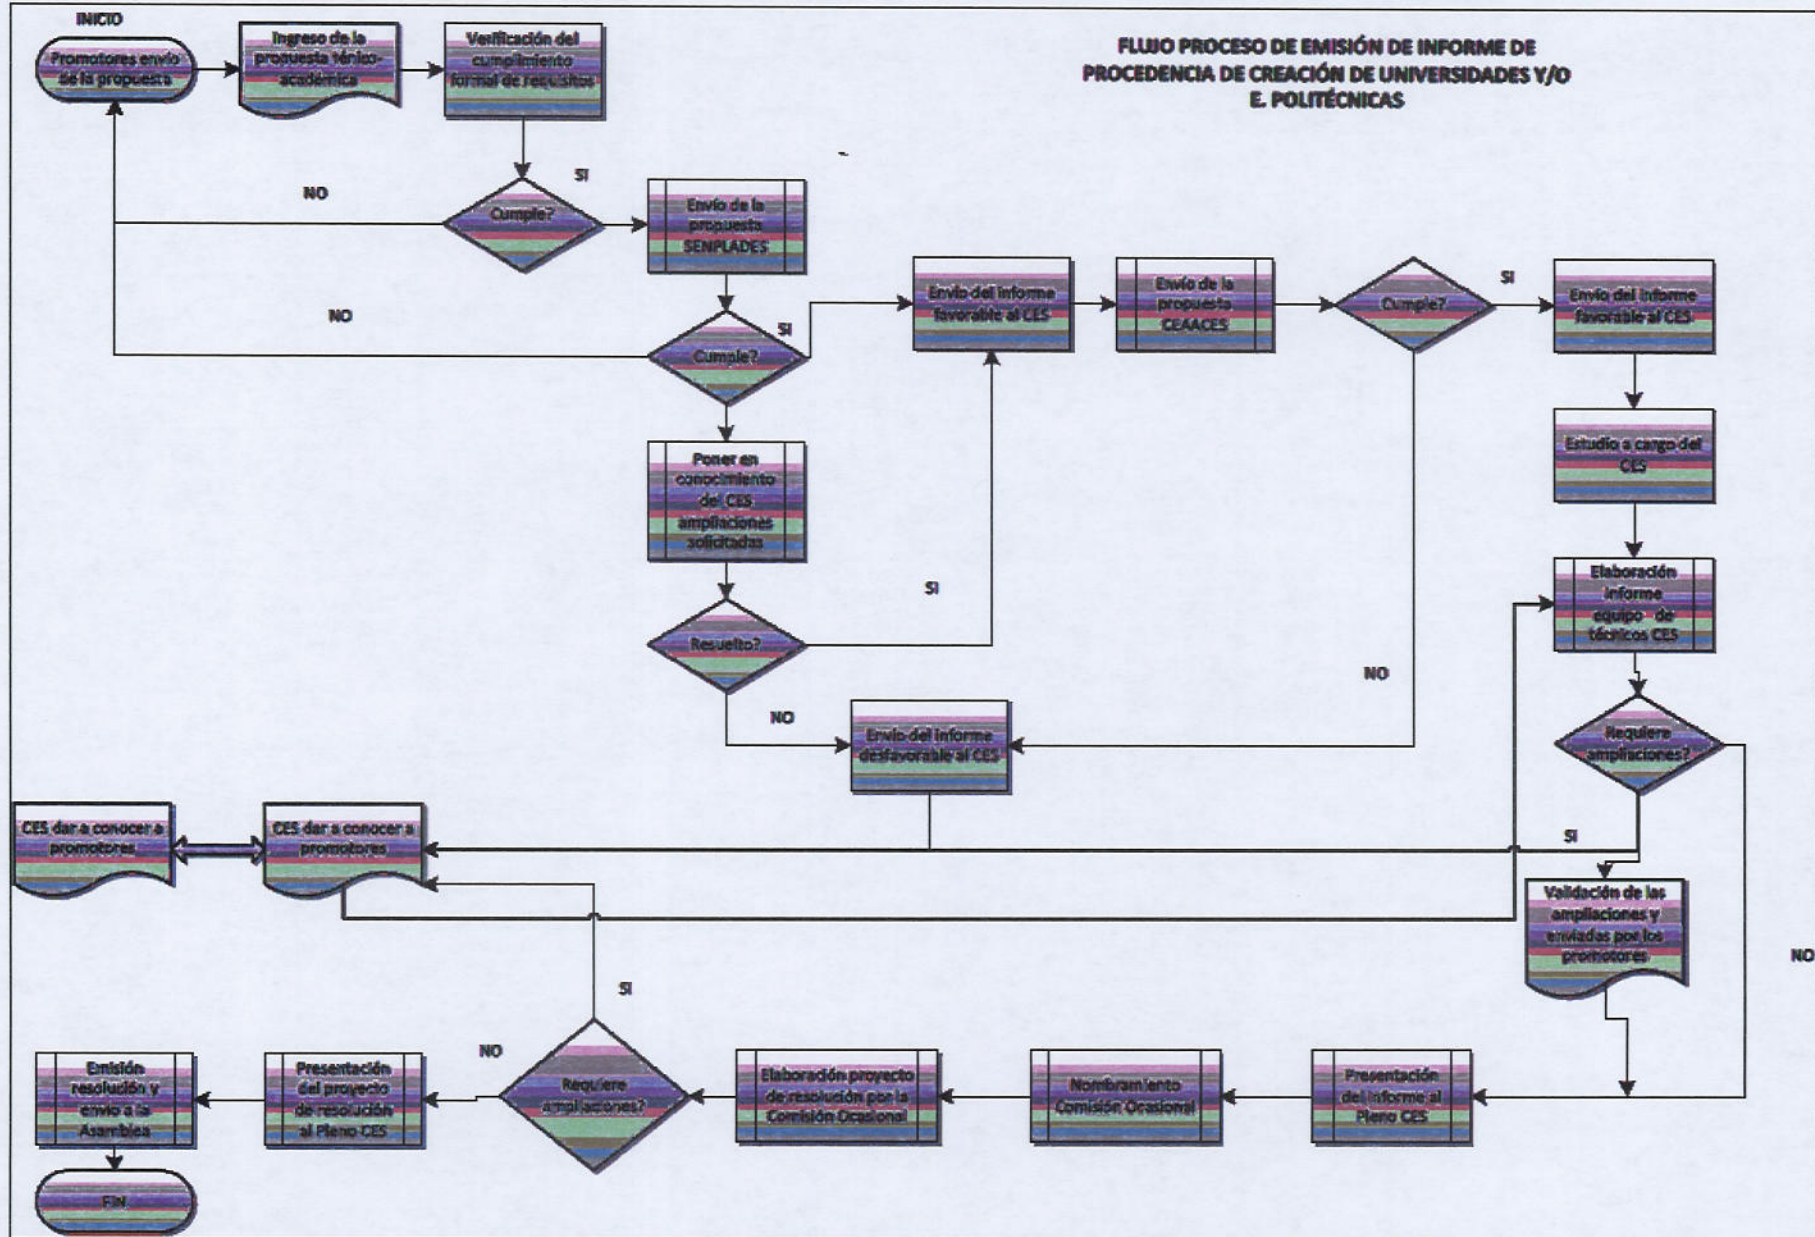 INICIO
Promotores envío
de la propuesta
Ingreso de la
propuesta ténico-
académica
Verificación del
cumplimiento
formal de requisitos
FLUJO PROCESO DE EMISIÓN DE INFORME DE
PROCEDENCIA DE CREACIÓN DE UNIVERSIDADES Y/O
E. POLITÉCNICAS
NO
Cumple?
SI
Envío de la
propuesta
SENPLADES
NO
Cumple?
SI
Envío del informe
favorable al CES
Envío de la
propuesta
CEAACES
Cumple?
SI
Envío del informe
favorable al CES
Estudio a cargo del
CES
Poner en
conocimiento
del CES
ampliaciones
solicitadas
SI
Elaboración
informe
equipo de
técnicos CES
Resuelto?
NO
NO
Envío del informe
desfavorable al CES
Requiere
ampliaciones?
CES dar a conocer a
promotores
CES dar a conocer a
promotores
SI
Validación de las
ampliaciones y
enviadas por los
promotores
NO
SI
Emisión
resolución y
envío a la
Asamblea
Presentación
del proyecto
de resolución
al Pleno CES
NO
Requiere
ampliaciones?
Elaboración proyecto
de resolución por la
Comisión Ocasional
Nombramiento
Comisión Ocasional
Presentación
del informe al
Pleno CES
FIN